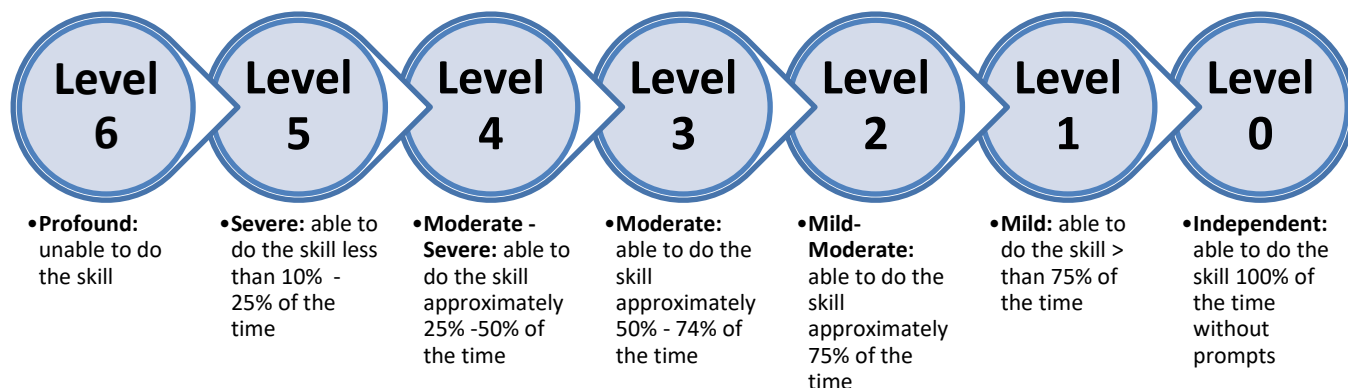 Level
6
Level
5
Level
4
Level
3
Level
2
Level
1
Level
0
•Profound:
unable to do
the skill
•Severe: able to
do the skill less
than 10%  -
25% of the
time
•Moderate -
Severe: able to
do the skill
approximately
25% -50% of
the time
•Moderate:
able to do the
skill
approximately
50% - 74% of
the time
•Mild-
Moderate:
able to do the
skill
approximately
75% of the
time
•Mild: able to
do the skill >
than 75% of
the time
•Independent:
able to do the
skill 100% of
the time
without
prompts